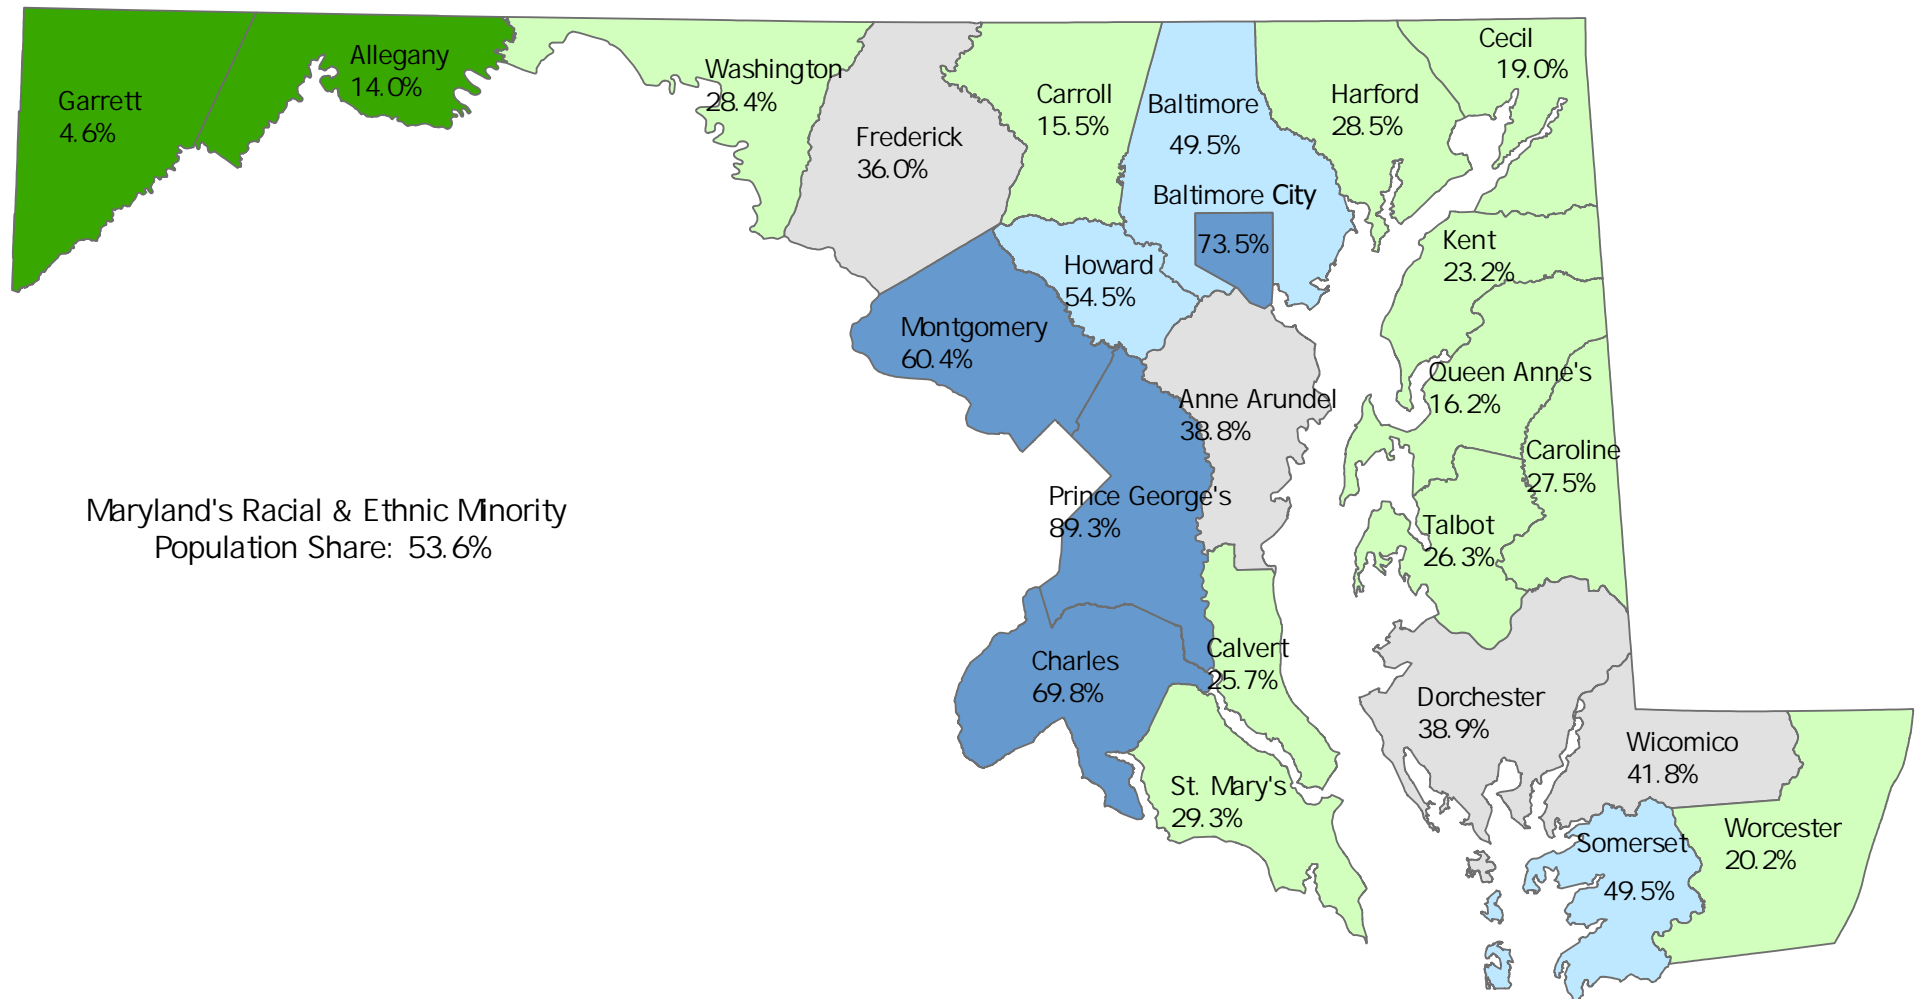 Garrett
4.6%
Allegany
14.0%
Washington
28.4%
Frederick
36.0%
Carroll
15.5%
Baltimore
49.5%
Baltimore City
73.5%
Harford
28.5%
Cecil
19.0%
Howard
54.5%
Kent
23.2%
Montgomery
60.4%
Queen Anne's
16.2%
Anne Arundel
38.8%
Caroline
27.5%
Prince George's
89.3%
Maryland's Racial & Ethnic Minority
Population Share: 53.6%
Talbot
26.3%
Calvert
25.7%
Charles
69.8%
Dorchester
38.9%
Wicomico
41.8%
St. Mary's
29.3%
Somerset
49.5%
Worcester
20.2%